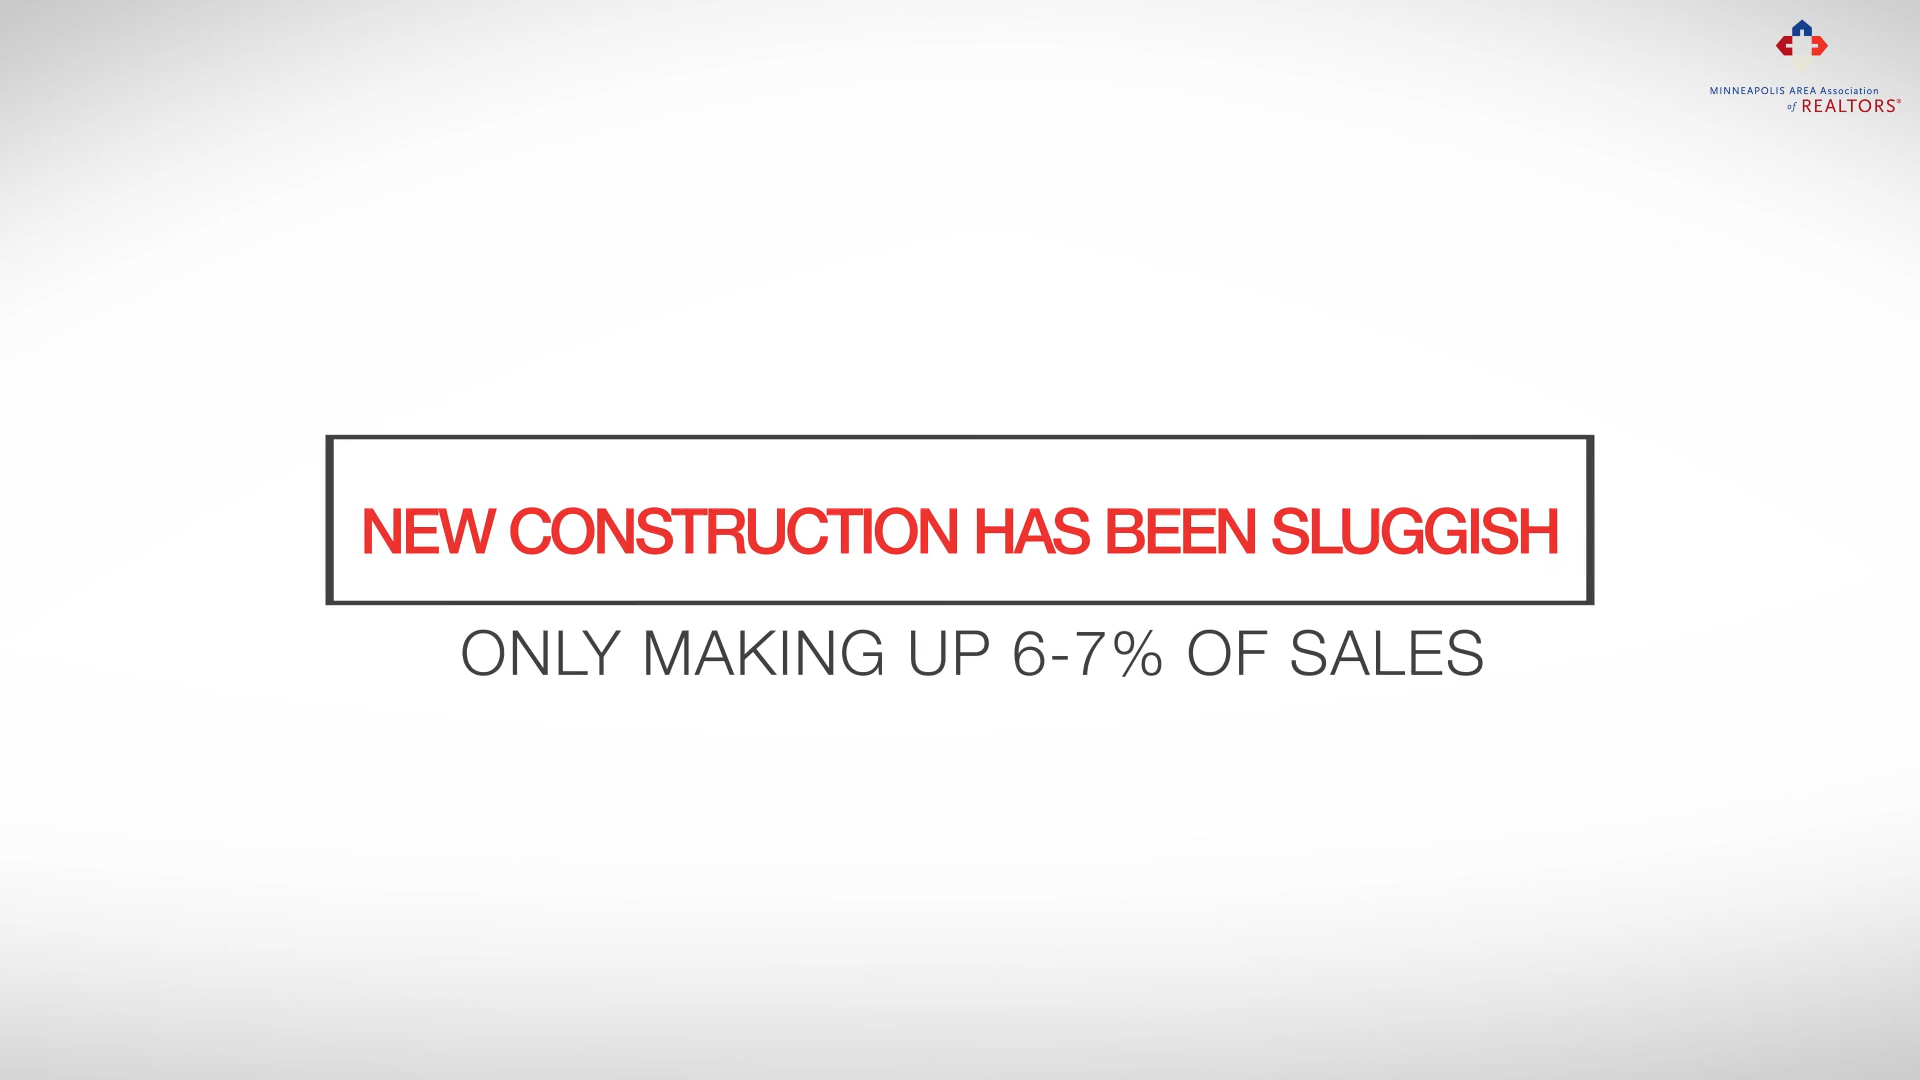 MINNEAPOLIS AREA Association
of REALTORS®
NEW CONSTRUCTION HAS BEEN SLUGGISH
ONLY MAKING UP 6-7% OF SALES